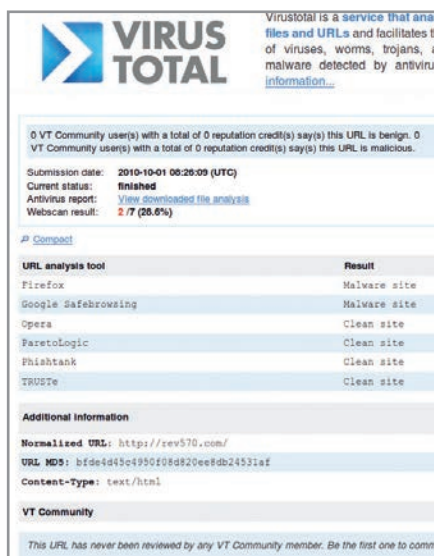 VIRUS
TOTAL
Virustotal is a service that ana
files and URLs and facilitates th
of viruses, worms, trojans, a
malware detected by antiviru
information...
0 VT Community user(s) with a total of 0 reputation credit(s) say(s) this URL is benign. 0
VT Community user(s) with a total of 0 reputation credit(s) say(s) this URL is malicious.
Submission date: 2010-10-01 08:26:09 (UTC)
Current status: finished
Antivirus report: View downloaded file analysis
Webscan result: 2 /7 (28.6%)
Compact
URL analysis tool Result
Firefox Malware site
Google Safebrowsing Malware site
Opera Clean site
ParetoLogic Clean site
Phishtank Clean site
TRUSTe Clean site
Additional information
Normalized URL: http://rev570.com/
URL MD5: bfde4d45c4950f08d820ee8db24531af
Content-Type: text/html
VT Community
This URL has never been reviewed by any VT Community member. Be the first one to comm